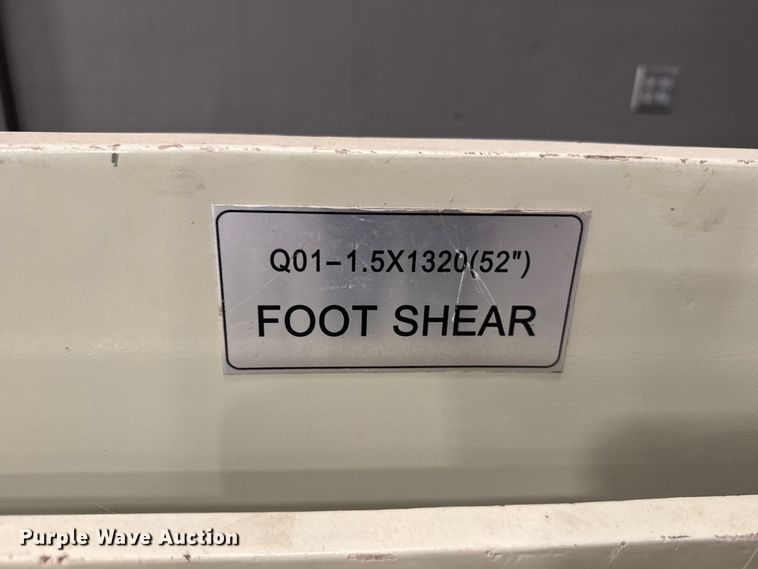 Q01-1.5X1320(52")
FOOT SHEAR
Purple Wave Auction